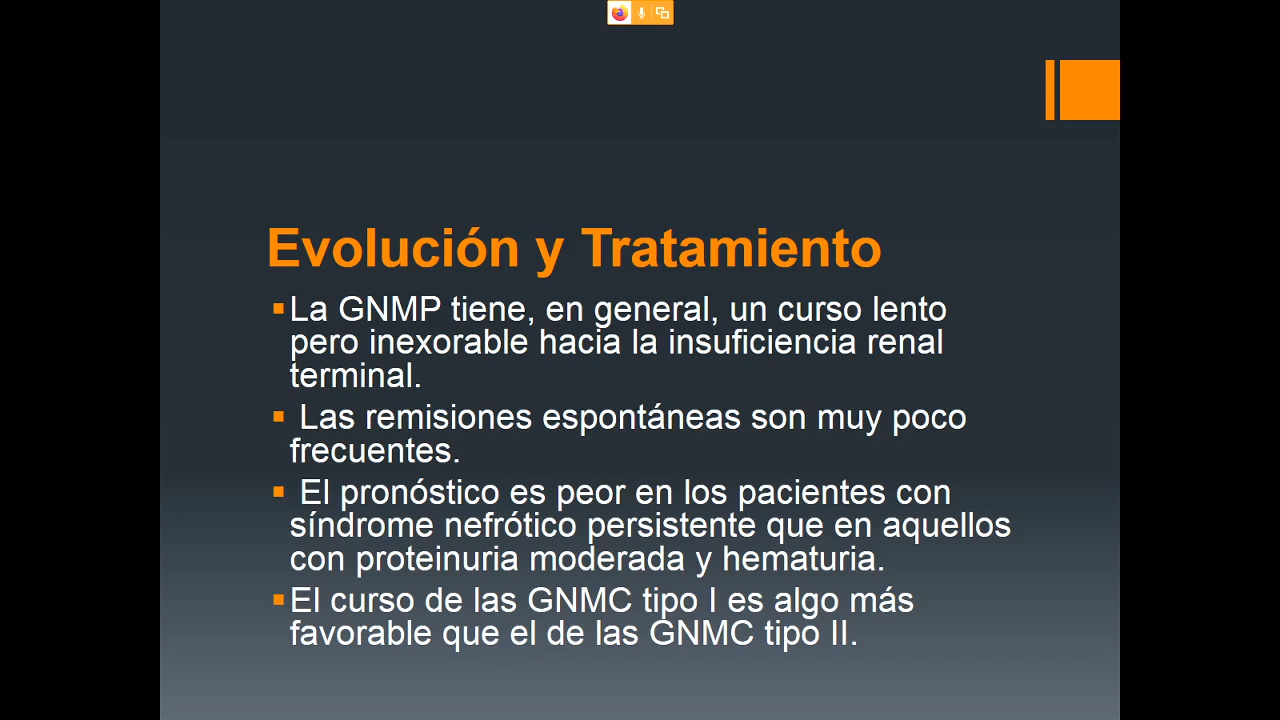 Evolución y Tratamiento
▪La GNMP tiene, en general, un curso lento
pero inexorable hacia la insuficiencia renal
terminal.
▪ Las remisiones espontáneas son muy poco
frecuentes.
▪ El pronóstico es peor en los pacientes con
síndrome nefrótico persistente que en aquellos
con proteinuria moderada y hematuria.
▪El curso de las GNMC tipo I es algo más
favorable que el de las GNMC tipo II.